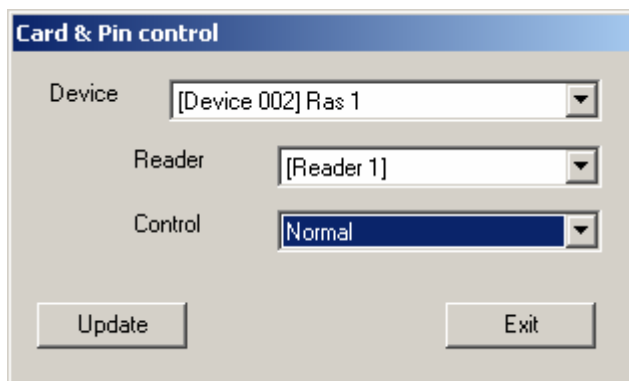 Card & Pin control
Device [Device 002] Ras 1
Reader [Reader 1]
Control Normal
Update Exit